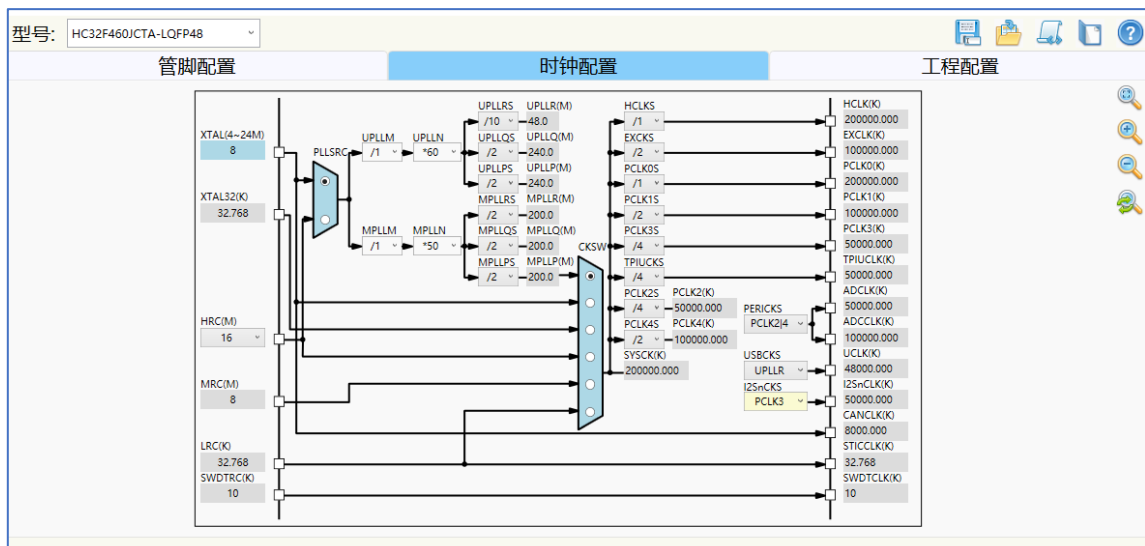 型号: HC32F460JCTA-LQFP48
管脚配置 时钟配置 工程配置
XTAL(4~24M)
8
XTAL32(K)
32.768
HRC(M)
16
MRC(M)
8
LRC(K)
32.768
SWDTRC(K)
10
PLLSRC
UPLLM UPLLN
/1 *60
MPLLM MPLLN
/1 *50
UPLLRS UPLLR(M)
/10 48.0
UPLLQS UPLLQ(M)
/2 240.0
UPLLPS UPLLP(M)
/2 240.0
MPLLRS MPLLR(M)
/2 200.0
MPLLQS MPLLQ(M)
/2 200.0
MPLLPS MPLLP(M)
/2 200.0
CKSW
HCLKS
/1
EXCKS
/2
PCLK0S
/1
PCLK1S
/2
PCLK3S
/4
TPIUCKS
/4
PCLK2S PCLK2(K)
/4 50000.000
PCLK4S PCLK4(K)
/2 100000.000
SYSCK(K)
200000.000
PERICKS
PCLK2|4
USBCKS
UPLLR
I2SnCKS
PCLK3
HCLK(K)
200000.000
EXCLK(K)
100000.000
PCLK0(K)
200000.000
PCLK1(K)
100000.000
PCLK3(K)
50000.000
TPIUCLK(K)
50000.000
ADCLK(K)
50000.000
ADCCLK(K)
100000.000
UCLK(K)
48000.000
I2SnCLK(K)
50000.000
CANCLK(K)
8000.000
STICCLK(K)
32.768
SWDTCLK(K)
10